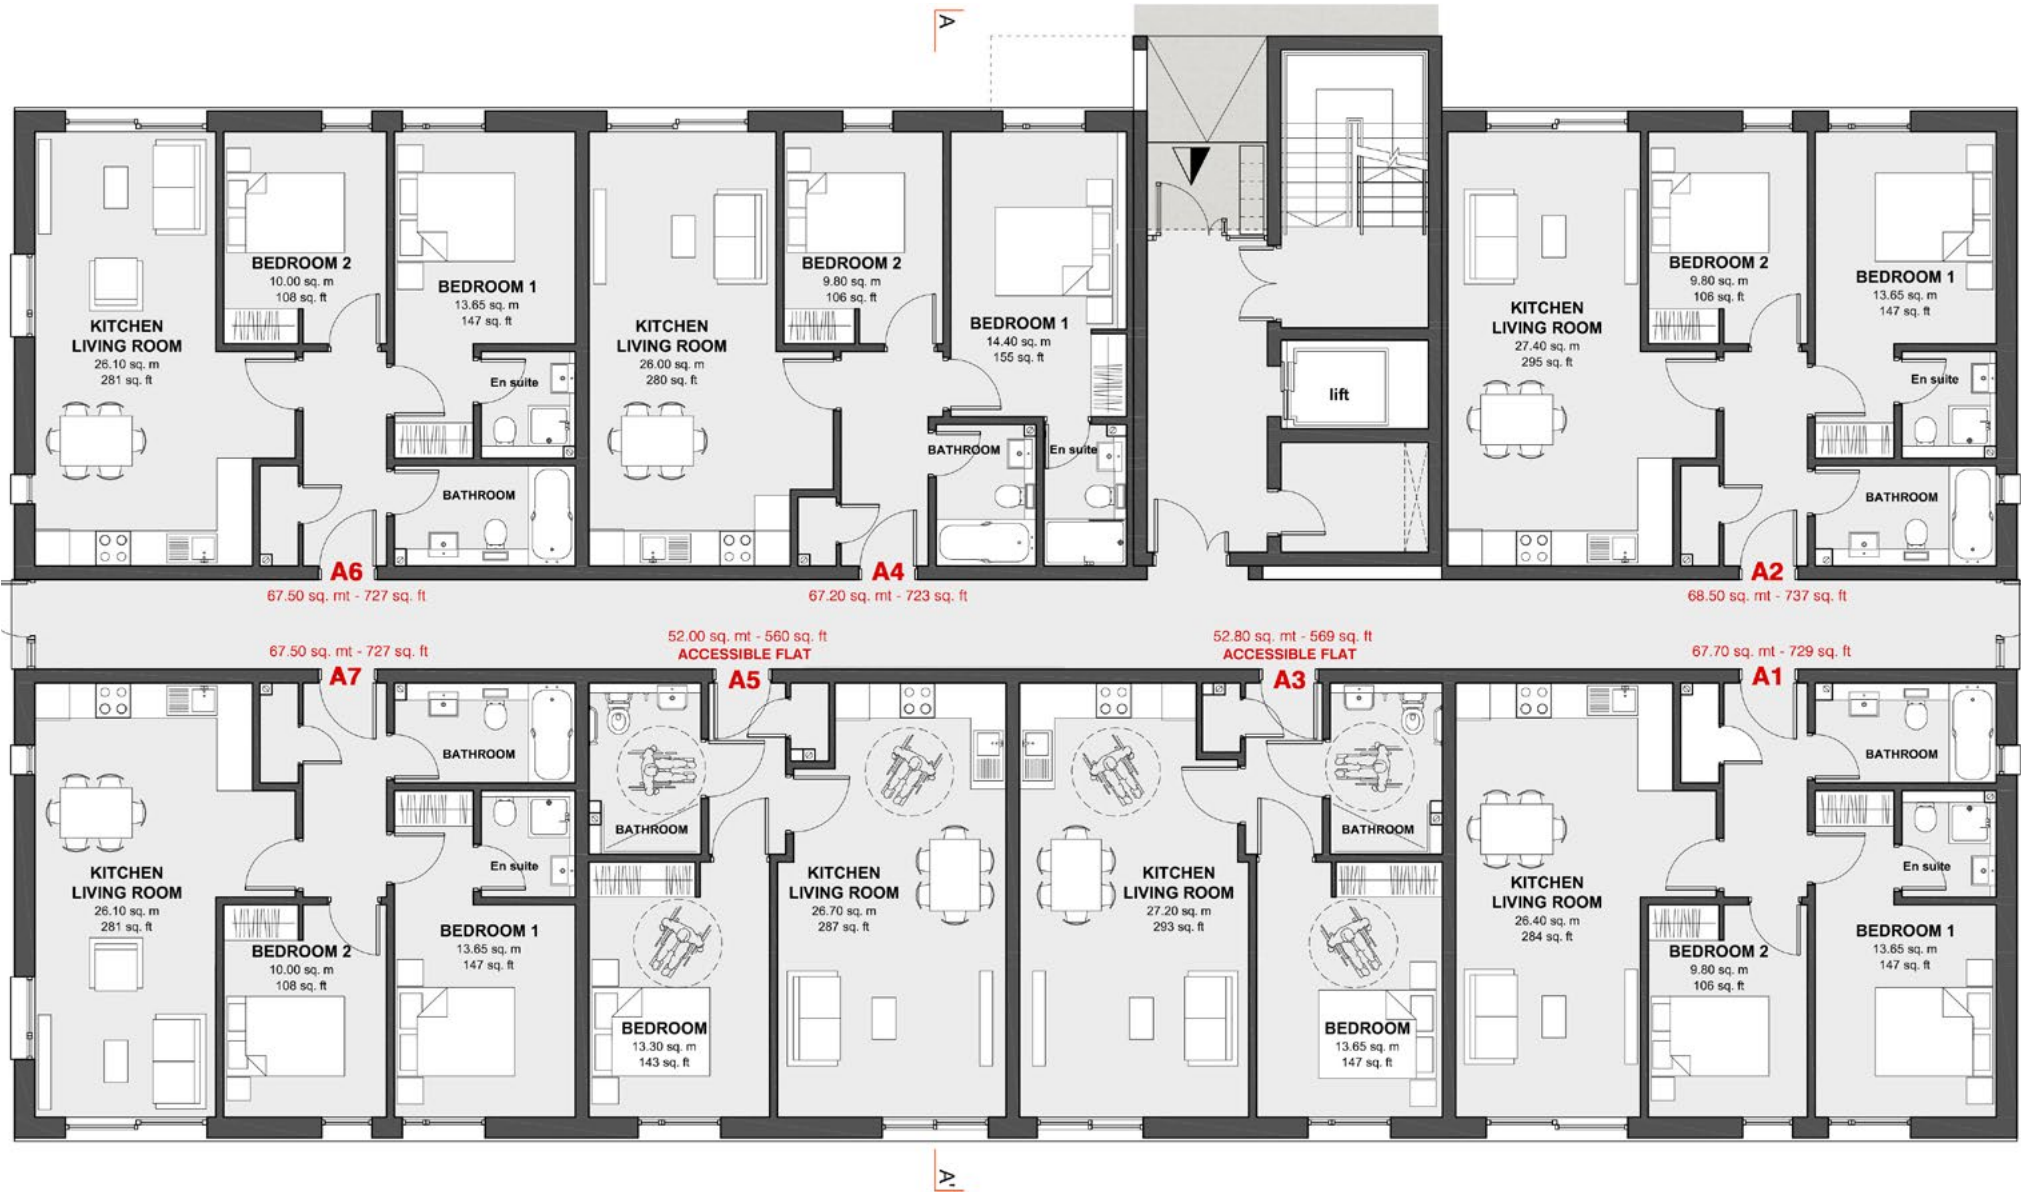 A
KITCHEN
LIVING ROOM
26.10 sq. m
281 sq. ft
BEDROOM 2
10.00 sq. m
108 sq. ft
BEDROOM 1
13.65 sq. m
147 sq. ft
En suite
BATHROOM
KITCHEN
LIVING ROOM
26.00 sq. m
280 sq. ft
BEDROOM 2
9.80 sq. m
106 sq. ft
BEDROOM 1
14.40 sq. m
155 sq. ft
BATHROOM
En suite
lift
KITCHEN
LIVING ROOM
27.40 sq. m
295 sq. ft
BEDROOM 2
9.80 sq. m
106 sq. ft
BEDROOM 1
13.65 sq. m
147 sq. ft
En suite
BATHROOM
A6
67.50 sq. mt - 727 sq. ft
A4
67.20 sq. mt - 723 sq. ft
A2
68.50 sq. mt - 737 sq. ft
67.50 sq. mt - 727 sq. ft
A7
52.00 sq. mt - 560 sq. ft
ACCESSIBLE FLAT
A5
52.80 sq. mt - 569 sq. ft
ACCESSIBLE FLAT
A3
67.70 sq. mt - 729 sq. ft
A1
KITCHEN
LIVING ROOM
26.10 sq. m
281 sq. ft
BATHROOM
En suite
BEDROOM 2
10.00 sq. m
108 sq. ft
BEDROOM 1
13.65 sq. m
147 sq. ft
BATHROOM
BEDROOM
13.30 sq. m
143 sq. ft
KITCHEN
LIVING ROOM
26.70 sq. m
287 sq. ft
KITCHEN
LIVING ROOM
27.20 sq. m
293 sq. ft
BATHROOM
BEDROOM
13.65 sq. m
147 sq. ft
KITCHEN
LIVING ROOM
26.40 sq. m
284 sq. ft
BATHROOM
En suite
BEDROOM 2
9.80 sq. m
106 sq. ft
BEDROOM 1
13.65 sq. m
147 sq. ft
A'